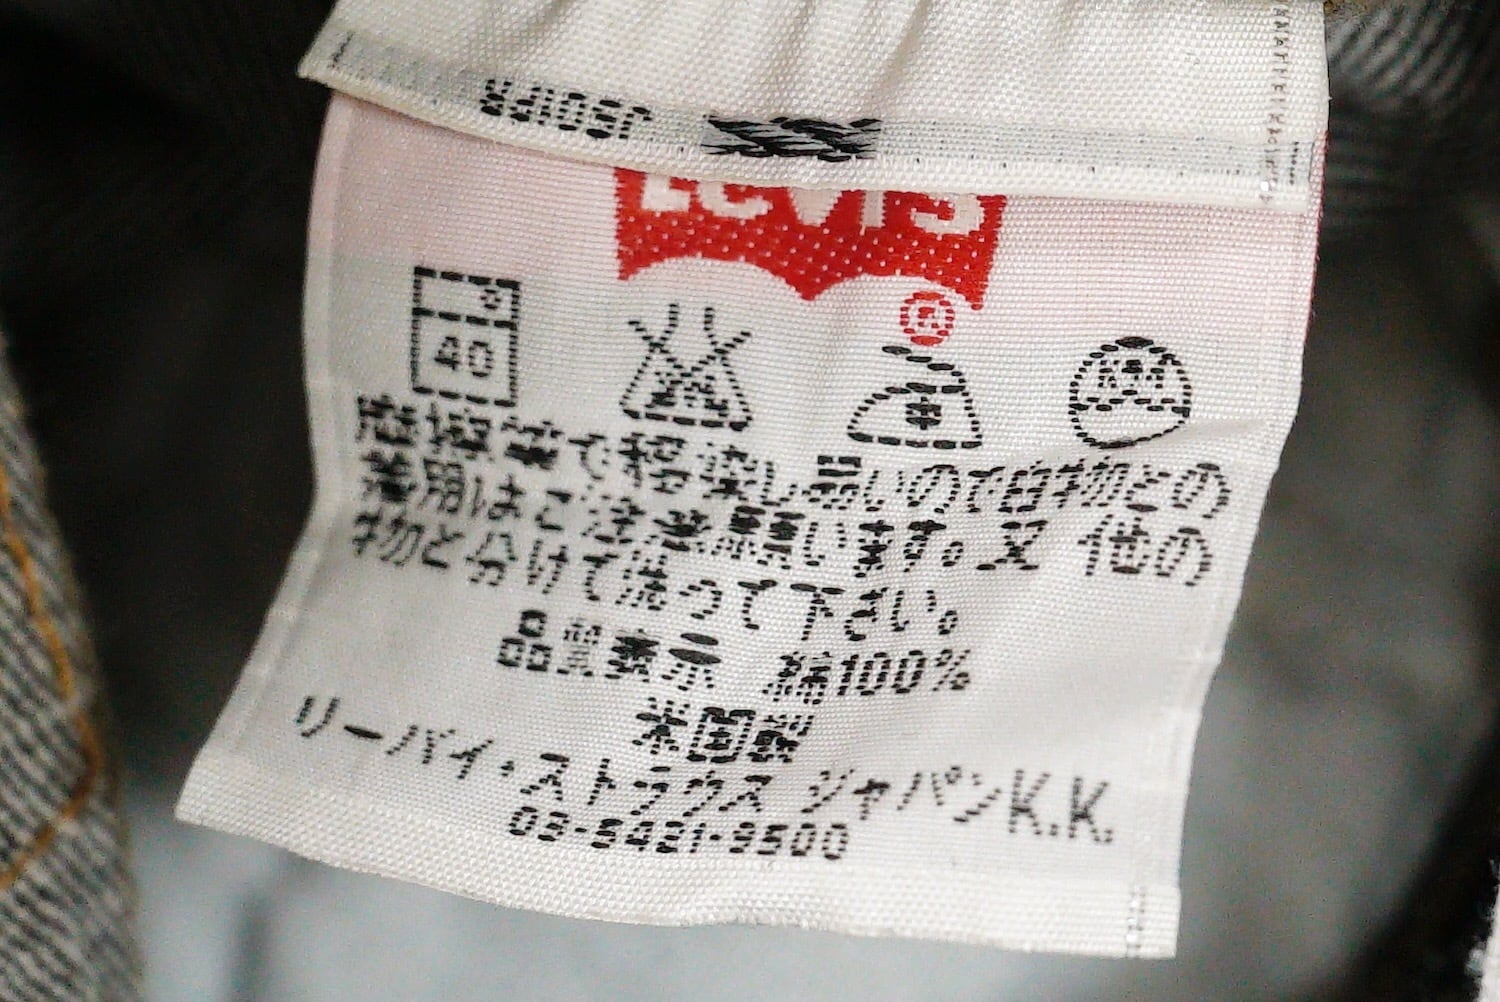 Levi's
®
40
濃色
湿摩擦等で移染し易いので白物との
着用はご注意願います。又他の
物と分けて洗って下さい。
品質表示 綿100%
米国製
リーバイ・ストラウス ジャパンK.K.
03-5421-9500